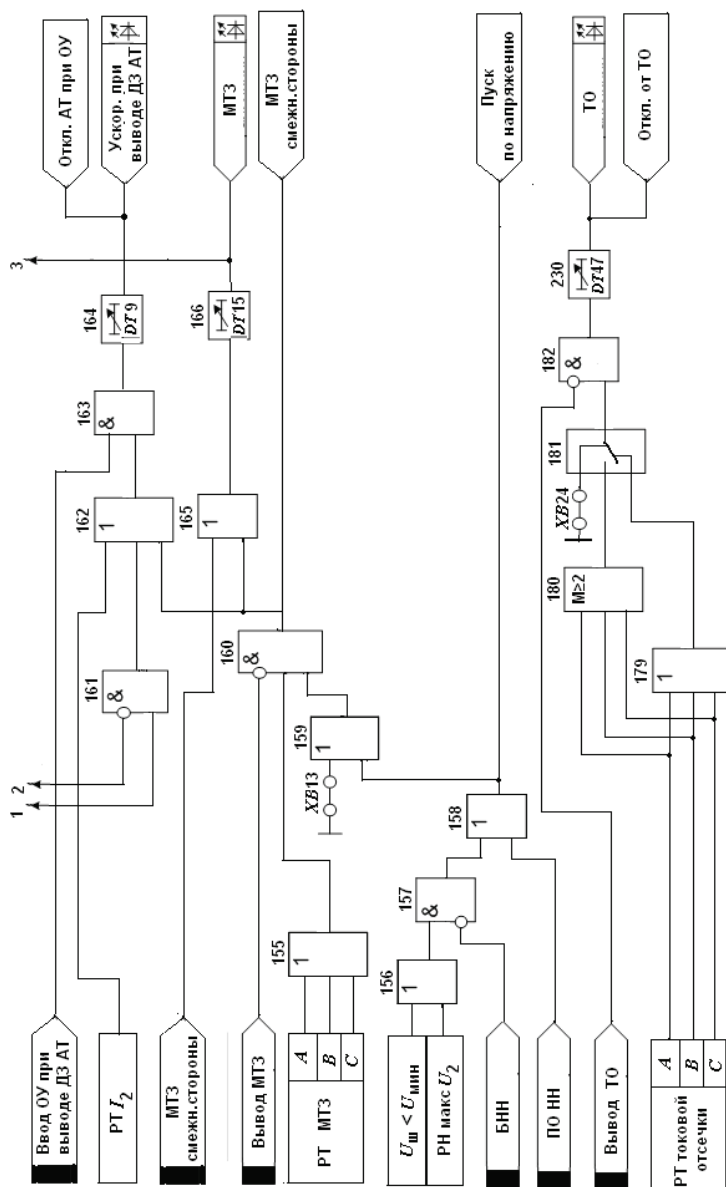 Ввод ОУ при
выводе ДЗ АТ
РТ I2
МТЗ
смежн.стороны
Вывод МТЗ
РТ МТЗ
A
B
C
Uш < Uмин
РН макс U2
БНН
ПО НН
Вывод ТО
РТ токовой
отсечки
A
B
C
1
2
3
155
1
156
1
157
&
158
1
XB13
159
1
160
&
161
&
162
1
163
&
164
DT9
165
1
166
DT15
179
1
180
M≥2
XB24
181
182
&
230
DT47
Откл. АТ при ОУ
Ускор. при
выводе ДЗ АТ
МТЗ
МТЗ
смежн.стороны
Пуск
по напряжению
ТО
Откл. от ТО